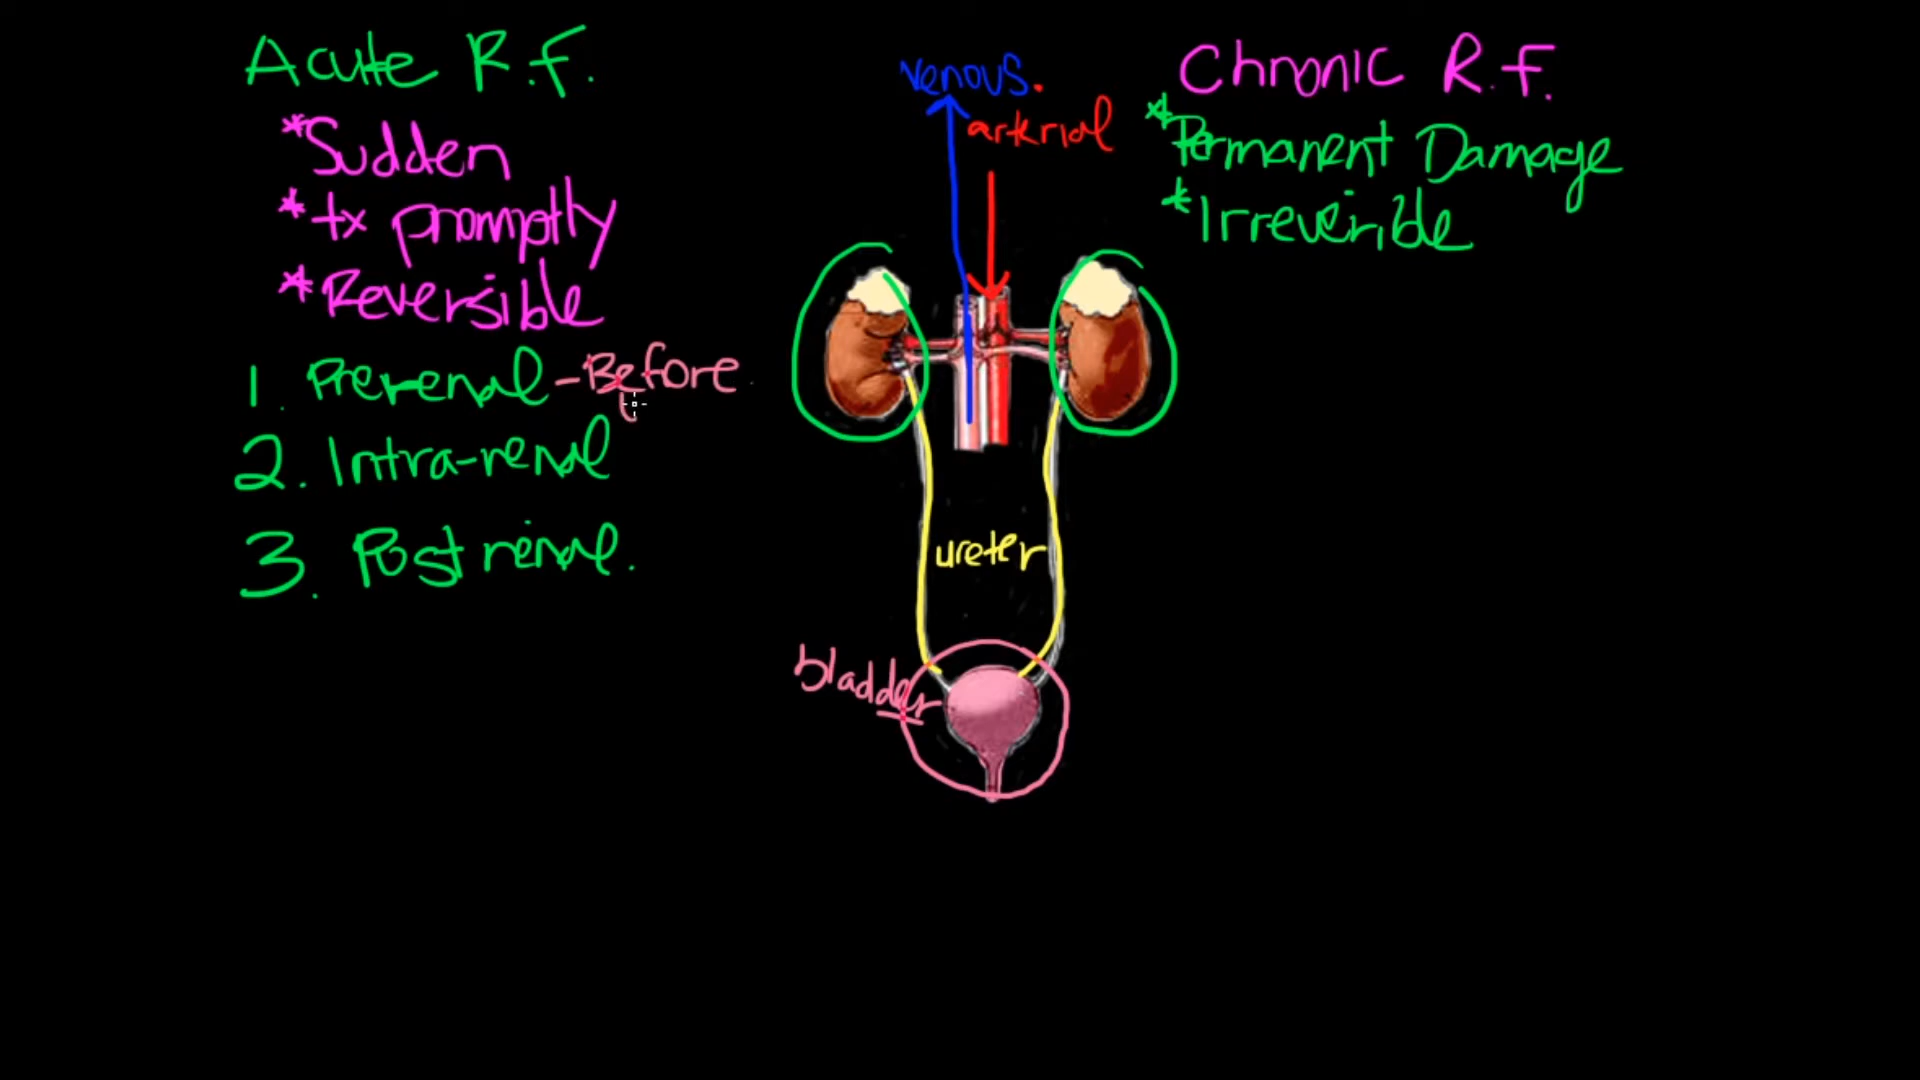 Acute R.F.
*Sudden
*tx promptly
*Reversible
1. Prerenal - Before
2. Intra-renal
3. Post renal.
venous.
arterial
ureter
bladder
Chronic R.F.
*Permanent Damage
*Irreverible